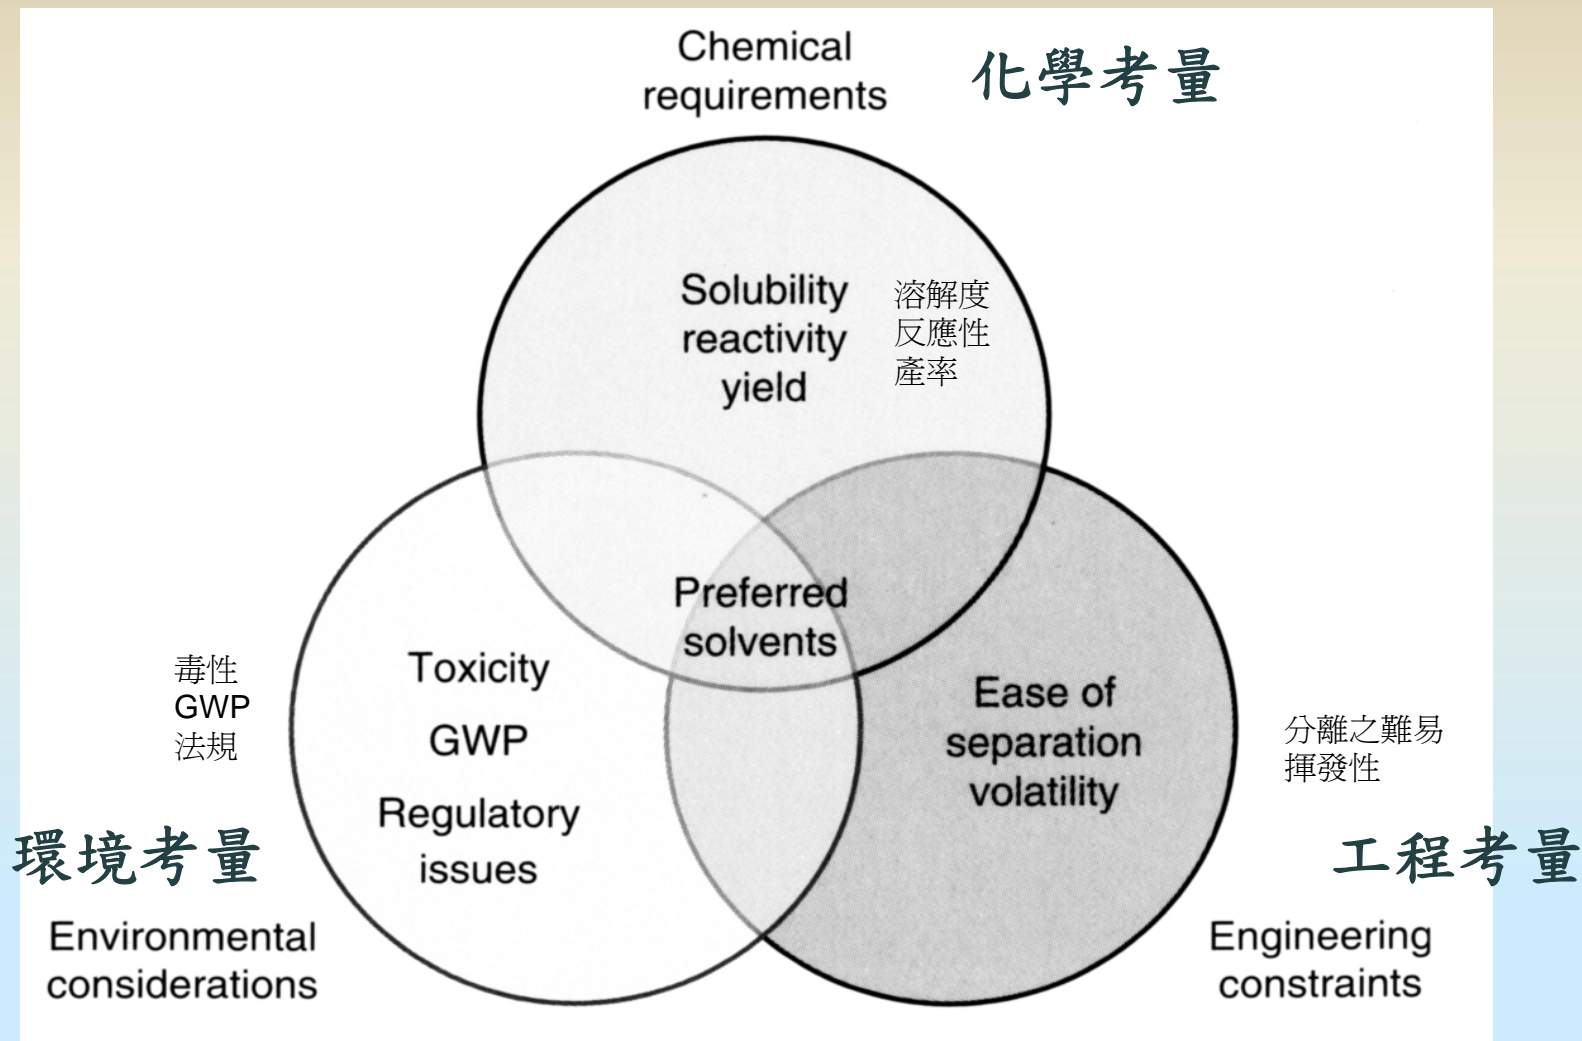 Chemical
requirements
化學考量
Solubility
reactivity
yield
溶解度
反應性
產率
Preferred
solvents
毒性
GWP
法規
Toxicity
GWP
Regulatory
issues
Ease of
separation
volatility
分離之難易
揮發性
環境考量
Environmental
considerations
工程考量
Engineering
constraints